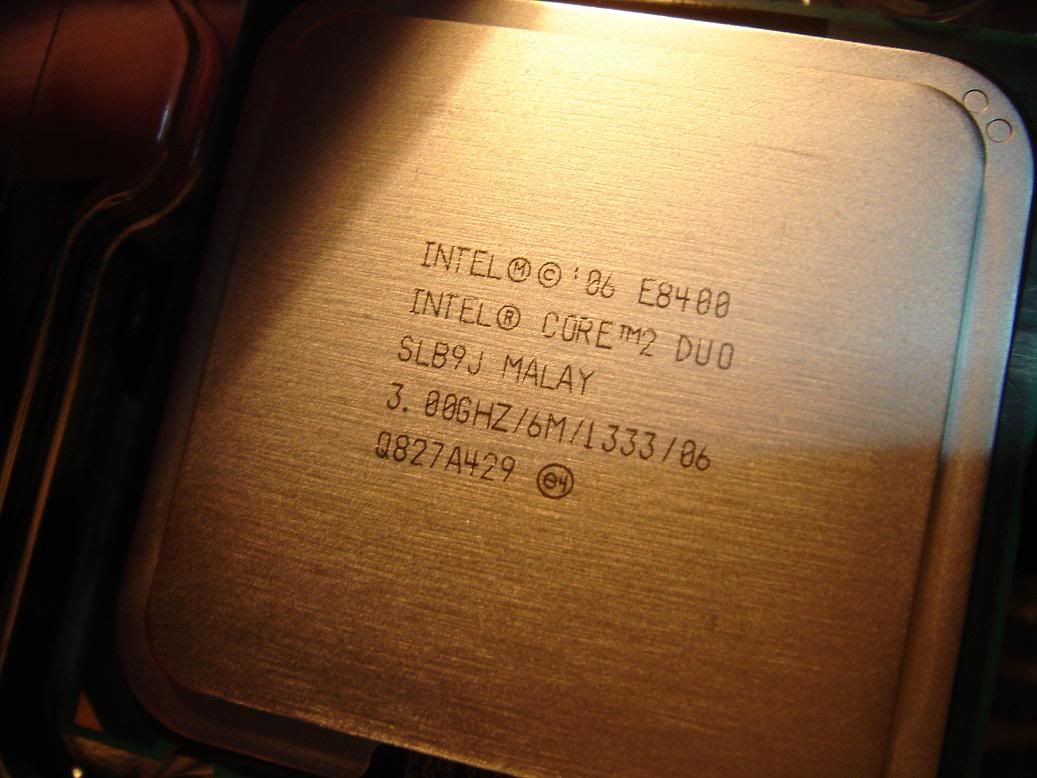 INTEL Ⓜ © '06 E8400
INTEL® CORE™2 DUO
SLB9J MALAY
3.00GHZ/6M/1333/06
Q827A429 e4